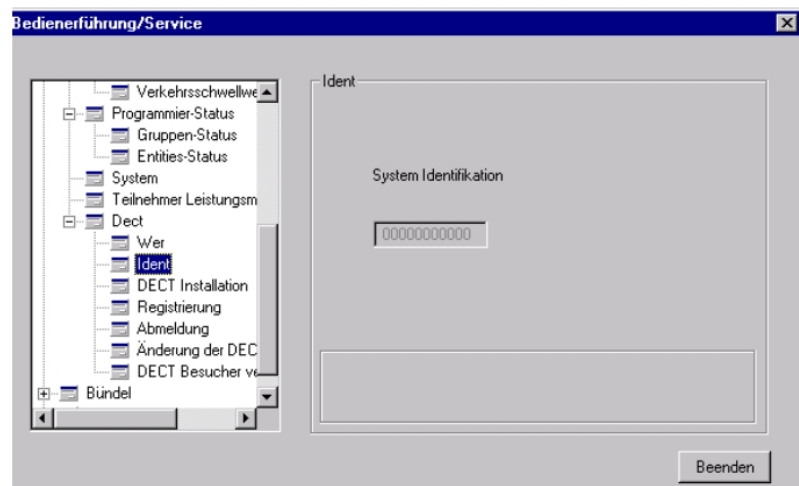 Bedienerführung/Service
Verkehrsschwellwe
Programmier-Status
Gruppen-Status
Entities-Status
System
Teilnehmer Leistungsm
Dect
Wer
Ident
DECT Installation
Registrierung
Abmeldung
Änderung der DEC
DECT Besucher ve
Bündel
Ident
System Identifikation
00000000000
Beenden